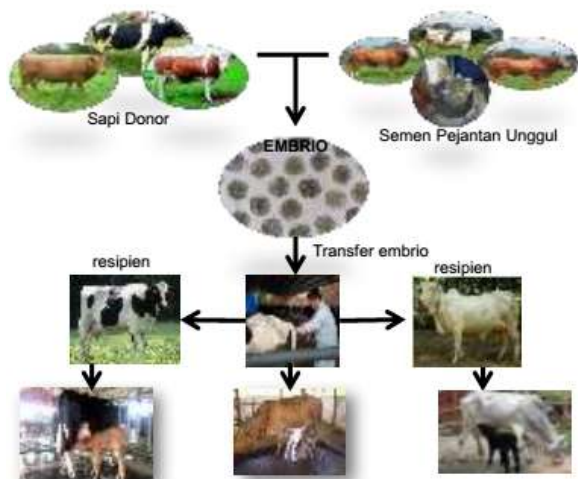 Sapi Donor
Semen Pejantan Unggul
EMBRIO
Transfer embrio
resipien
resipien